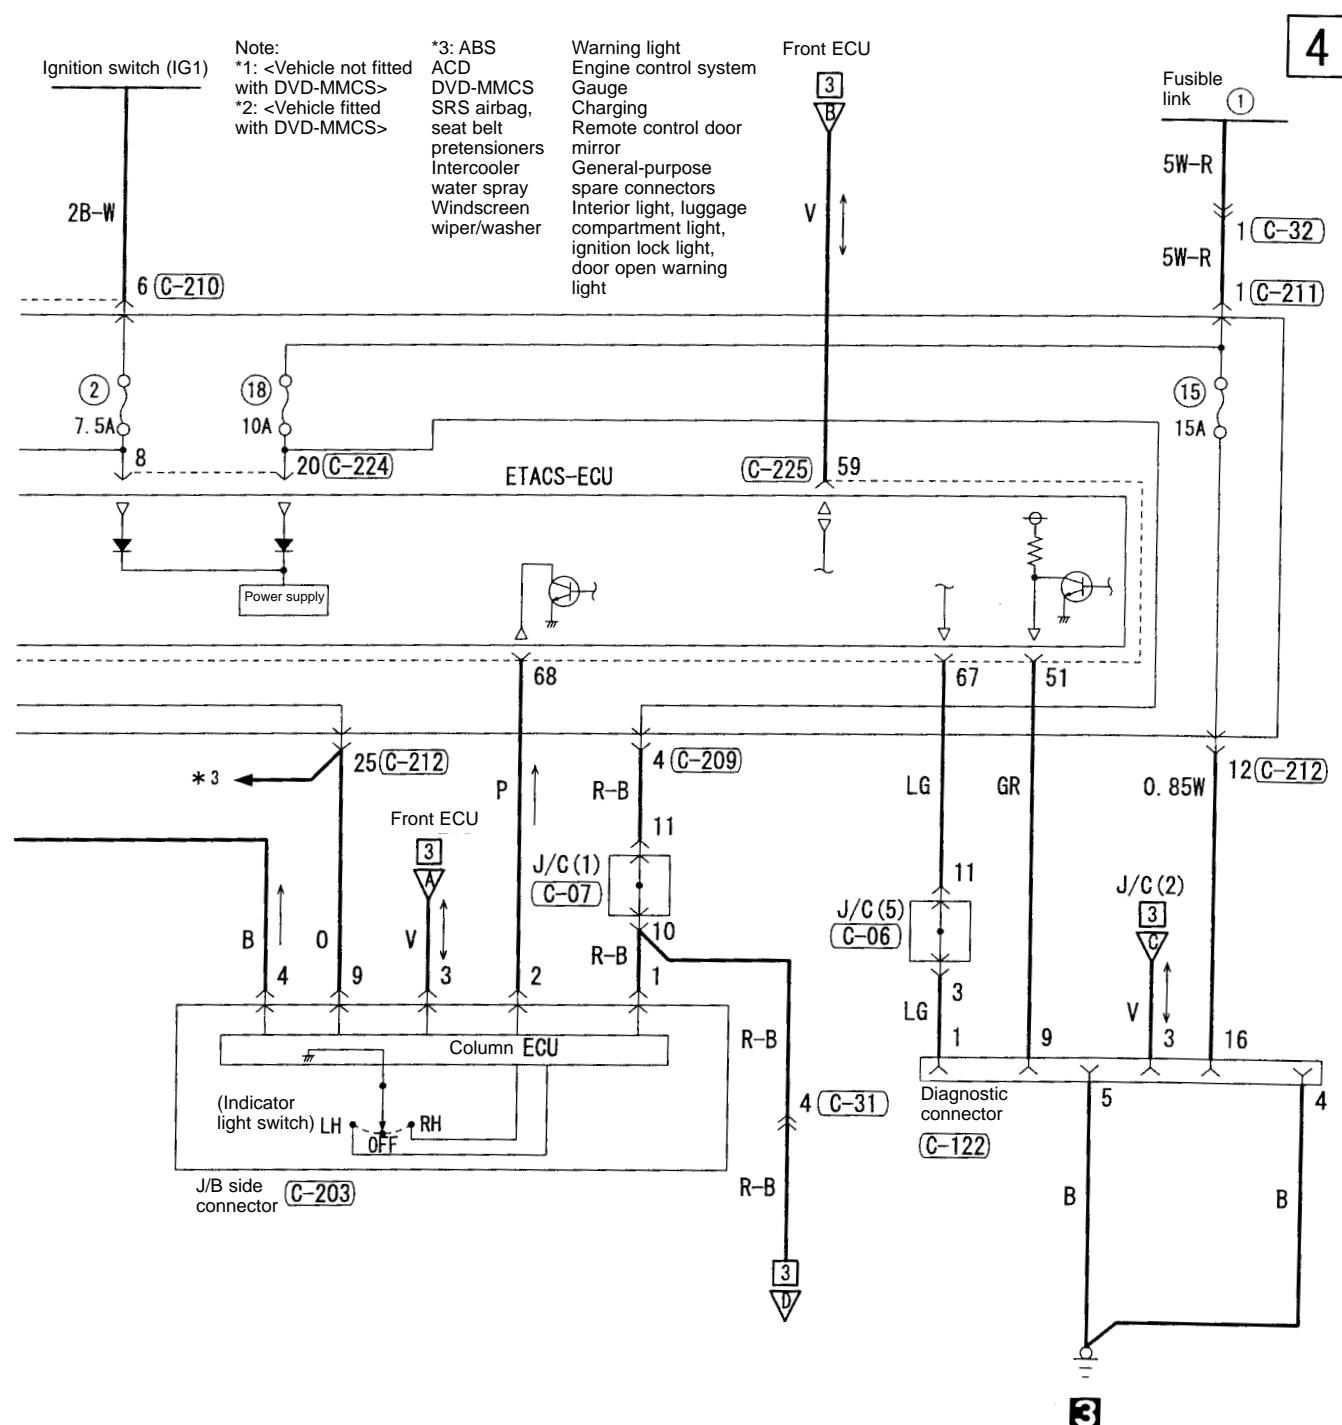 4
Ignition switch (IG1)
Note:
*1: <Vehicle not fitted
with DVD-MMCS>
*2: <Vehicle fitted
with DVD-MMCS>
*3: ABS
ACD
DVD-MMCS
SRS airbag,
seat belt
pretensioners
Intercooler
water spray
Windscreen
wiper/washer
Warning light
Engine control system
Gauge
Charging
Remote control door
mirror
General-purpose
spare connectors
Interior light, luggage
compartment light,
ignition lock light,
door open warning
light
Front ECU
3
B
Fusible
link
1
5W-R
2B-W
V
1 C-32
5W-R
6 C-210
1 C-211
2
7.5A
18
10A
15
15A
8
20 C-224
ETACS-ECU
C-225 59
Power supply
68
67
51
25 C-212
*3
4 C-209
12 C-212
P
R-B
LG
GR
0.85W
Front ECU
3
A
11
J/C(1)
C-07
11
J/C(5)
C-06
J/C(2)
3
C
10
B
O
V
R-B
4
9
3
2
1
3
LG
V
1
9
3
16
R-B
Column ECU
(Indicator
light switch)
LH
OFF
RH
4 C-31
Diagnostic
connector
C-122
5
4
J/B side
connector
C-203
R-B
B
B
3
D
3